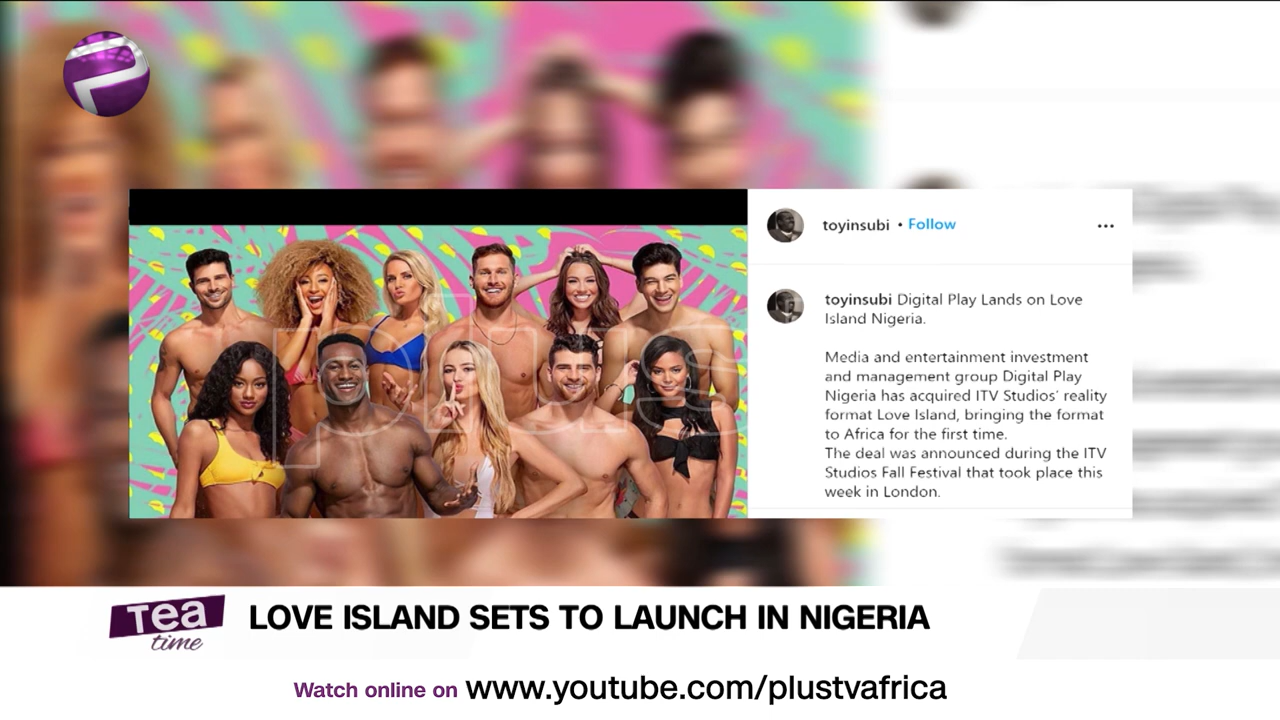 toyinsubi • Follow
...
toyinsubi Digital Play Lands on Love
Island Nigeria.
Media and entertainment investment
and management group Digital Play
Nigeria has acquired ITV Studios' reality
format Love Island, bringing the format
to Africa for the first time.
The deal was announced during the ITV
Studios Fall Festival that took place this
week in London.
plus
Tea
time
LOVE ISLAND SETS TO LAUNCH IN NIGERIA
Watch online on www.youtube.com/plustvafrica